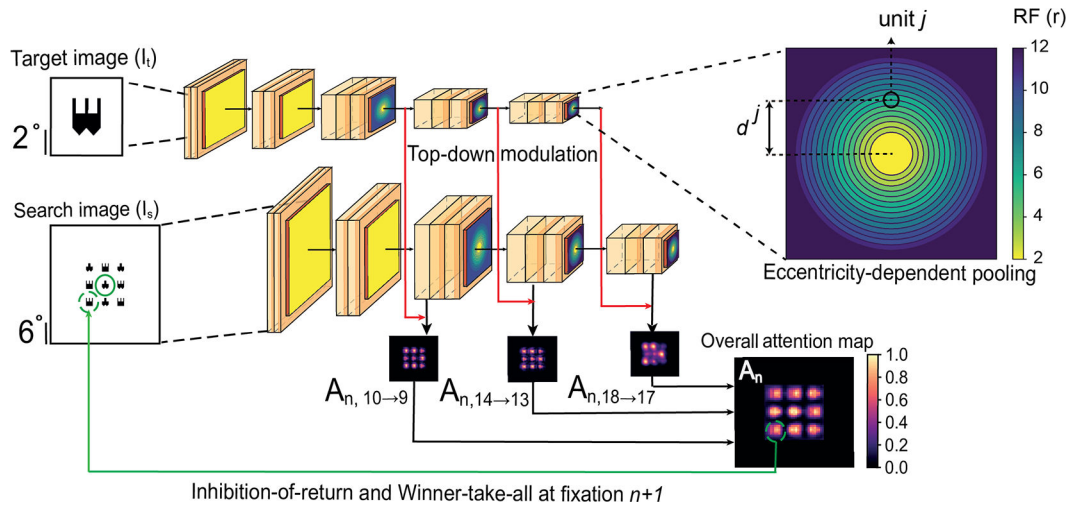 unit j
RF (r)
Target image (Iₜ)
12
10
8
6
4
2
d
j
2°
Top-down modulation
Search image (Iₛ)
Eccentricity-dependent pooling
6°
Overall attention map
Aₙ
1.0
0.8
0.6
0.4
0.2
0.0
Aₙ, ₁₀→₉
Aₙ,₁₄→₁₃
Aₙ,₁₈→₁₇
Inhibition-of-return and Winner-take-all at fixation n+1